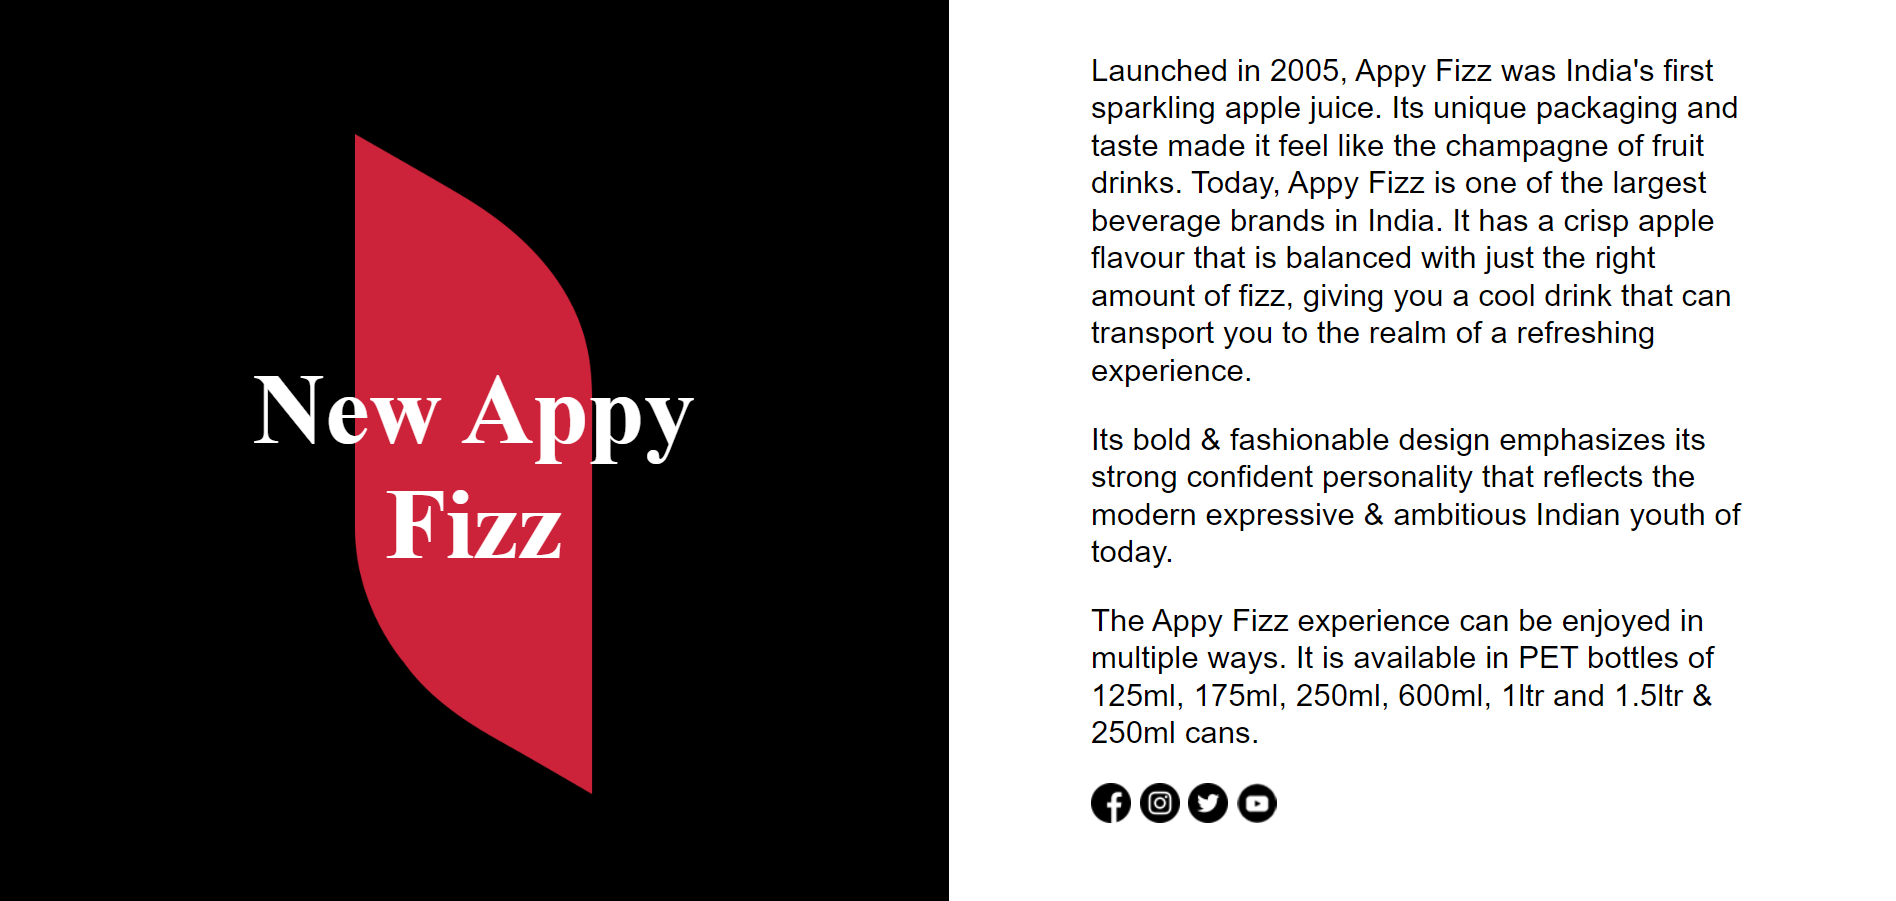 New Appy
Fizz
Launched in 2005, Appy Fizz was India's first
sparkling apple juice. Its unique packaging and
taste made it feel like the champagne of fruit
drinks. Today, Appy Fizz is one of the largest
beverage brands in India. It has a crisp apple
flavour that is balanced with just the right
amount of fizz, giving you a cool drink that can
transport you to the realm of a refreshing
experience.
Its bold & fashionable design emphasizes its
strong confident personality that reflects the
modern expressive & ambitious Indian youth of
today.
The Appy Fizz experience can be enjoyed in
multiple ways. It is available in PET bottles of
125ml, 175ml, 250ml, 600ml, 1ltr and 1.5ltr &
250ml cans.